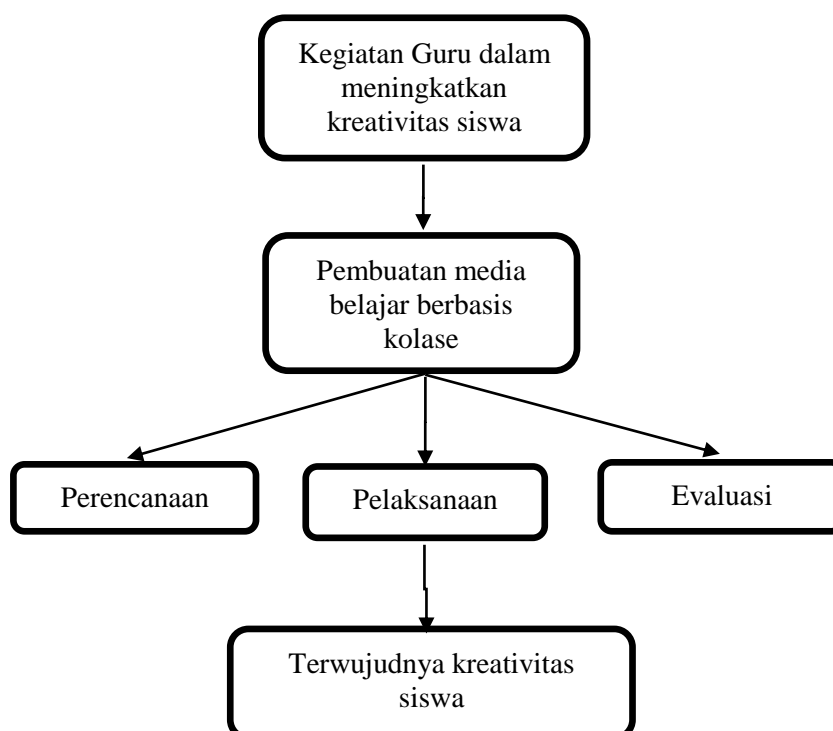 Kegiatan Guru dalam
meningkatkan
kreativitas siswa
Pembuatan media
belajar berbasis
kolase
Perencanaan
Pelaksanaan
Evaluasi
Terwujudnya kreativitas
siswa